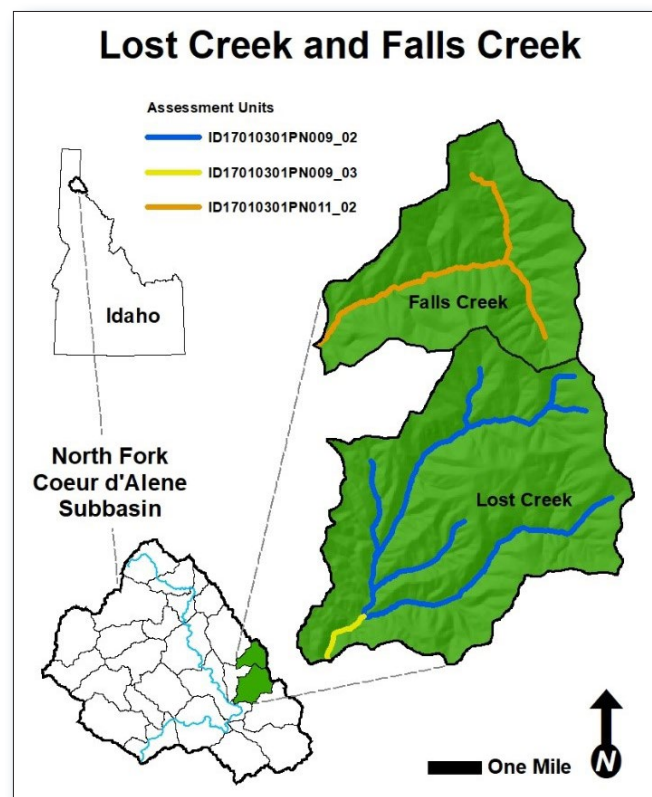 Lost Creek and Falls Creek
Assessment Units
ID17010301PN009_02
ID17010301PN009_03
ID17010301PN011_02
Idaho
Falls Creek
North Fork
Coeur d'Alene
Subbasin
Lost Creek
One Mile
N